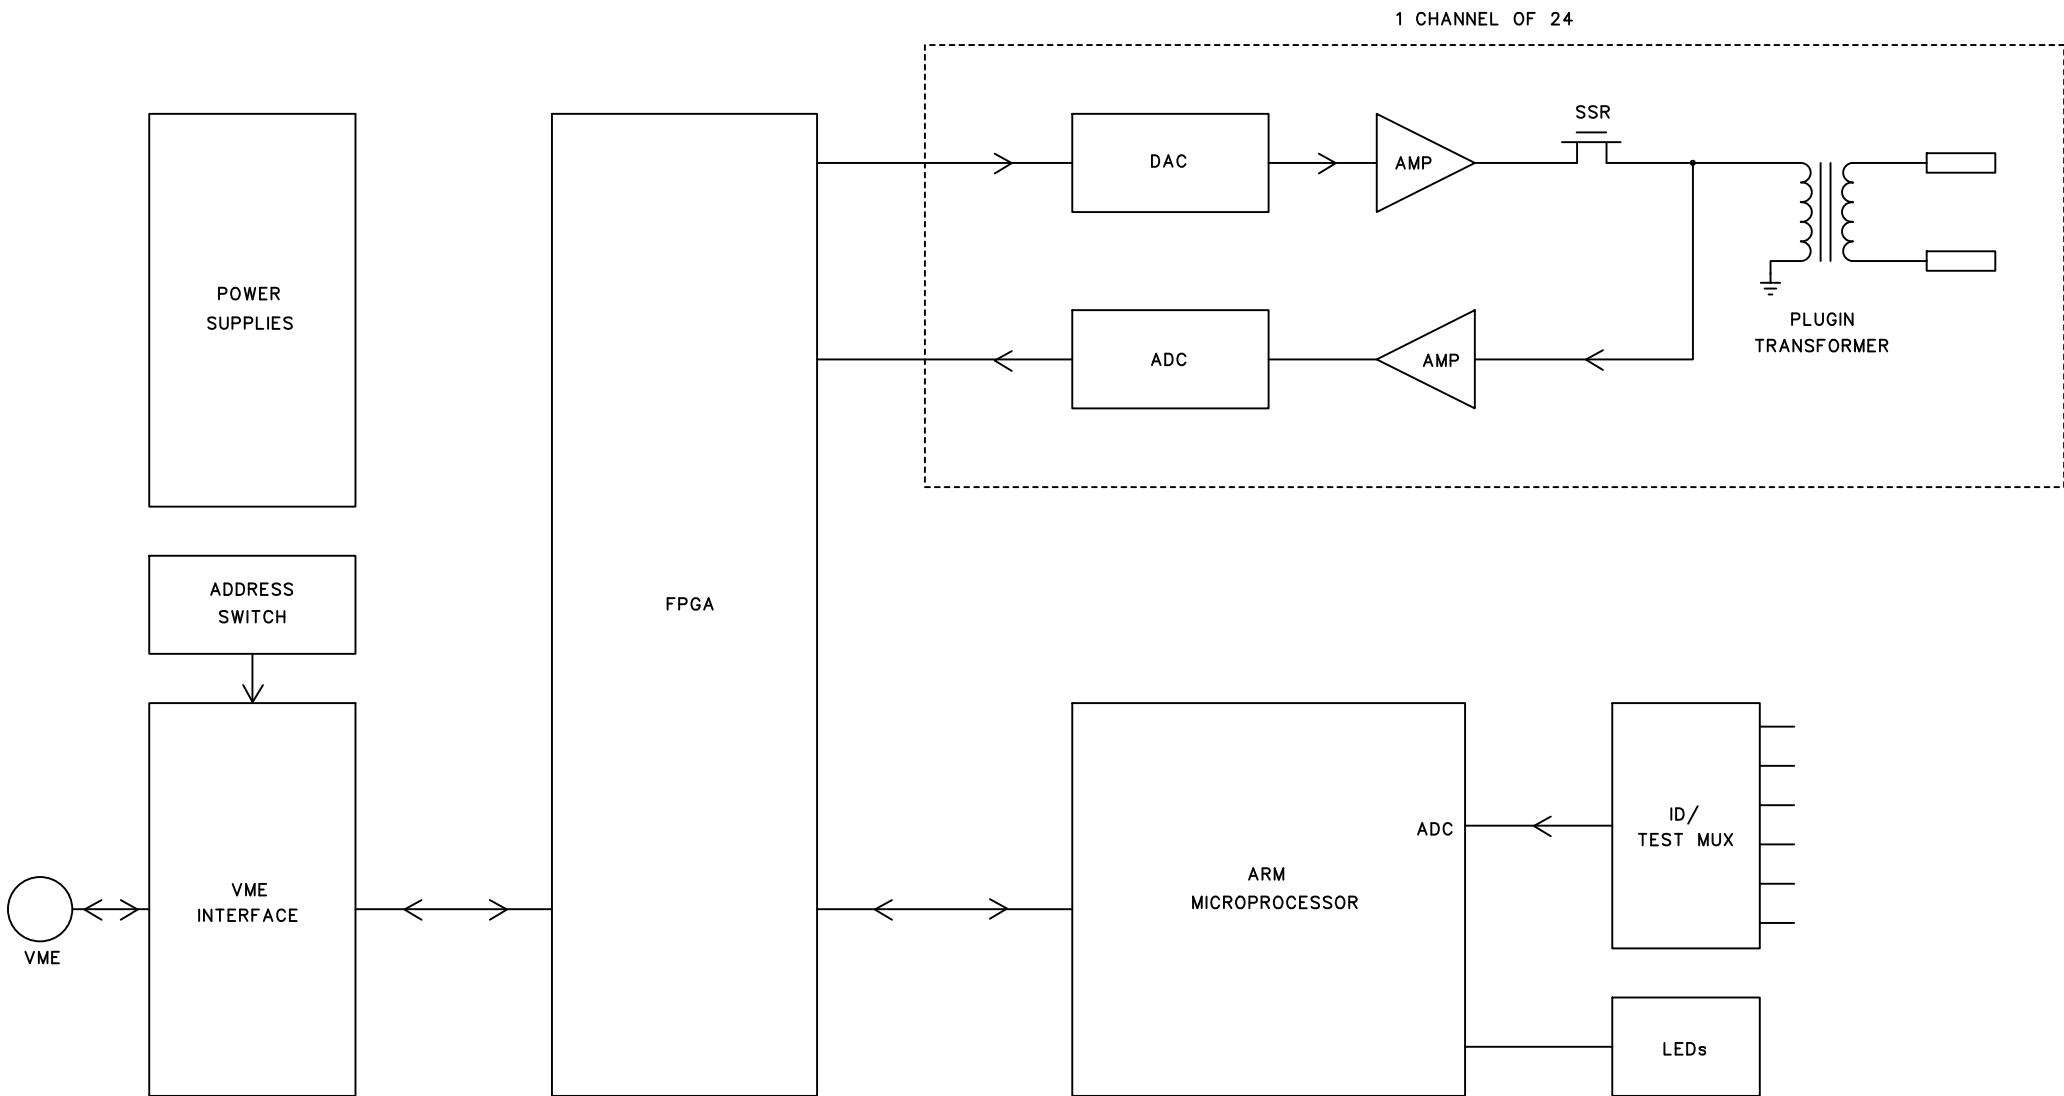 1 CHANNEL OF 24
SSR
DAC
AMP
POWER
SUPPLIES
PLUGIN
TRANSFORMER
ADC
AMP
ADDRESS
SWITCH
FPGA
ID/
TEST MUX
ADC
ARM
MICROPROCESSOR
VME
INTERFACE
VME
LEDs